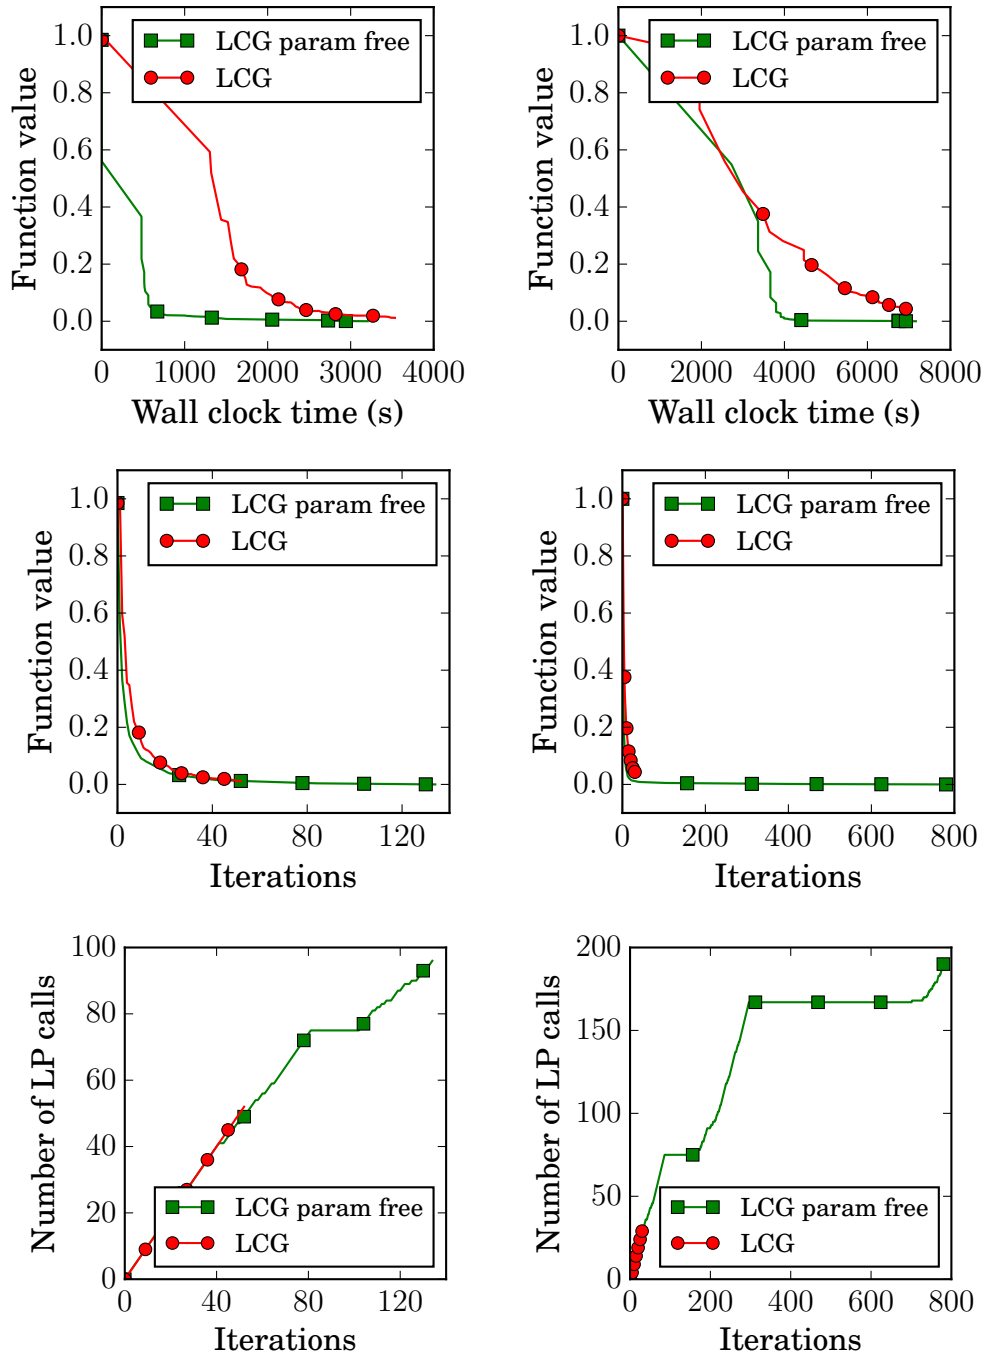 LCG param free
LCG
Function value
1.0
0.8
0.6
0.4
0.2
0.0
0 1000 2000 3000 4000
Wall clock time (s)
LCG param free
LCG
Function value
1.0
0.8
0.6
0.4
0.2
0.0
0 2000 4000 6000 8000
Wall clock time (s)
LCG param free
LCG
Function value
1.0
0.8
0.6
0.4
0.2
0.0
0 40 80 120
Iterations
LCG param free
LCG
Function value
1.0
0.8
0.6
0.4
0.2
0.0
0 200 400 600 800
Iterations
Number of LP calls
100
80
60
40
20
0
LCG param free
LCG
0 40 80 120
Iterations
Number of LP calls
200
150
100
50
0
LCG param free
LCG
0 200 400 600 800
Iterations